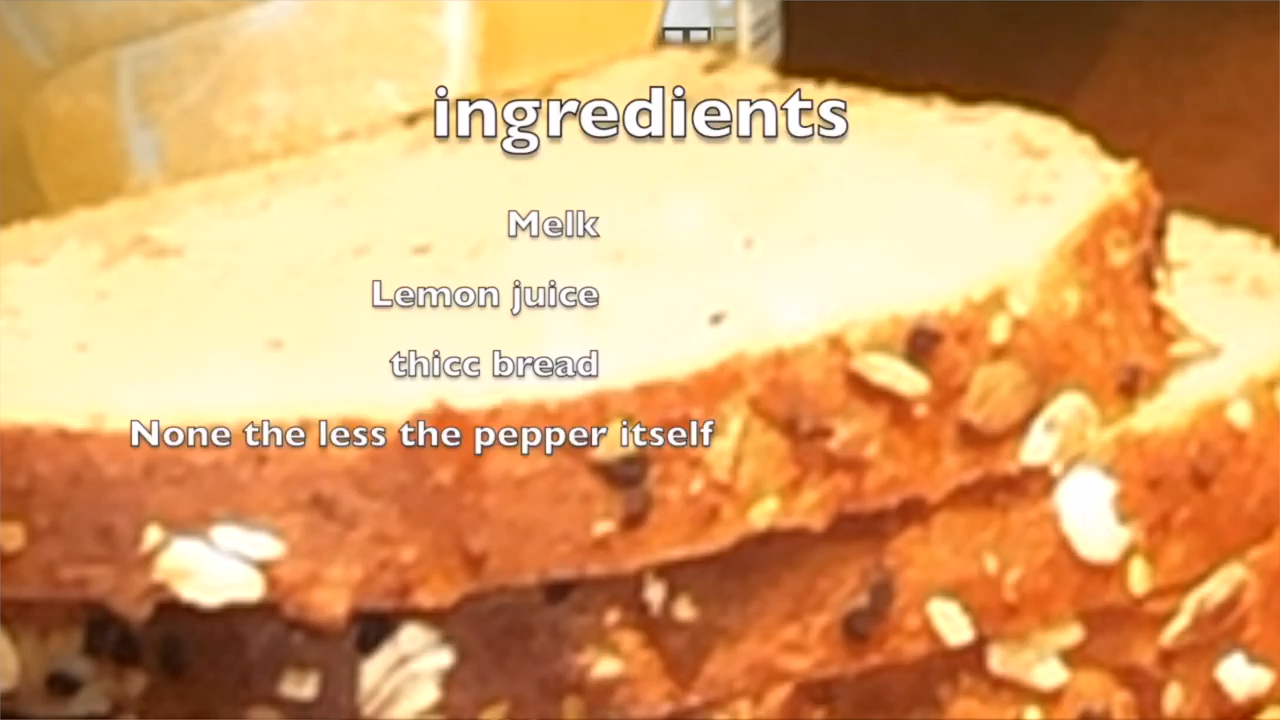 ingredients
Melk
Lemon juice
thicc bread
None the less the pepper itself